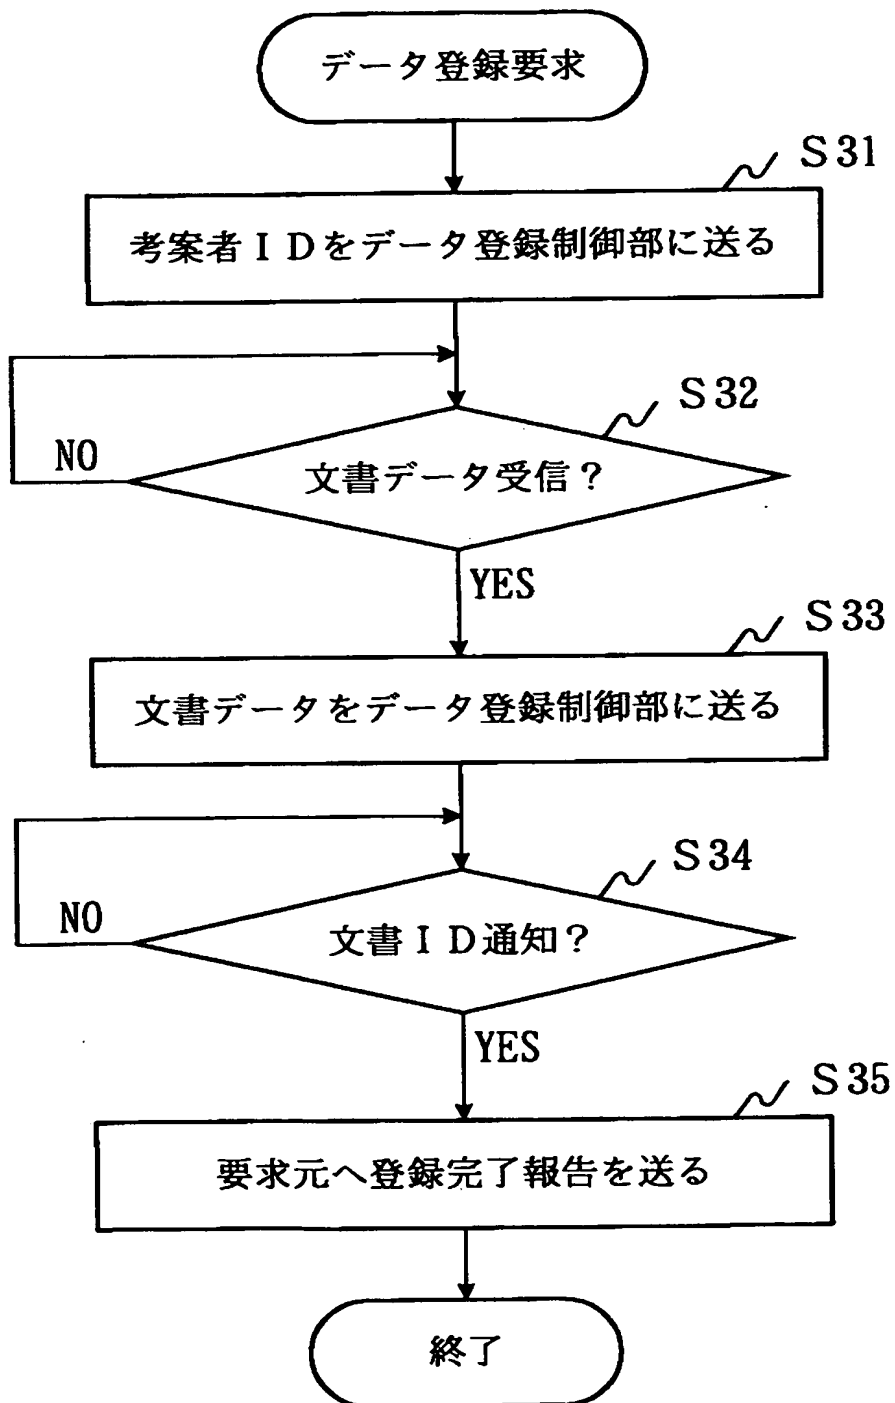 データ登録要求
S31
考案者IDをデータ登録制御部に送る
S32
文書データ受信?
NO
YES
S33
文書データをデータ登録制御部に送る
S34
文書ID通知?
NO
YES
S35
要求元へ登録完了報告を送る
終了